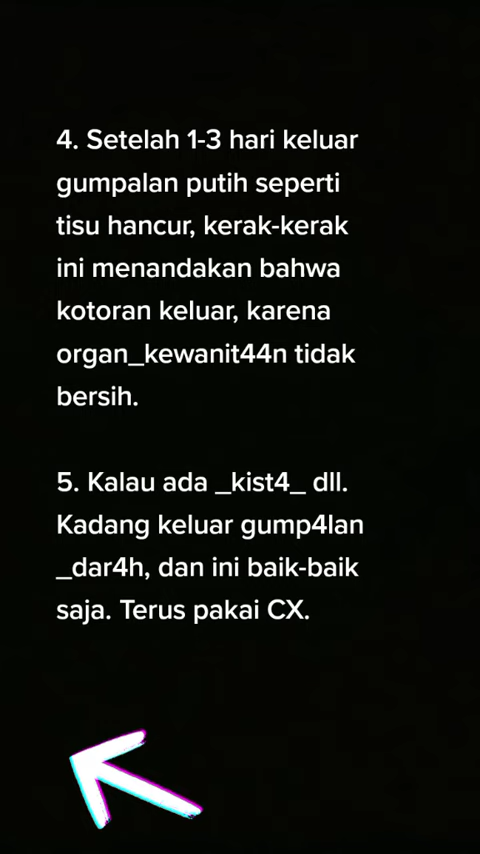 4. Setelah 1-3 hari keluar
gumpalan putih seperti
tisu hancur, kerak-kerak
ini menandakan bahwa
kotoran keluar, karena
organ_kewanit44n tidak
bersih.
5. Kalau ada _kist4_ dll.
Kadang keluar gump4lan
_dar4h, dan ini baik-baik
saja. Terus pakai CX.